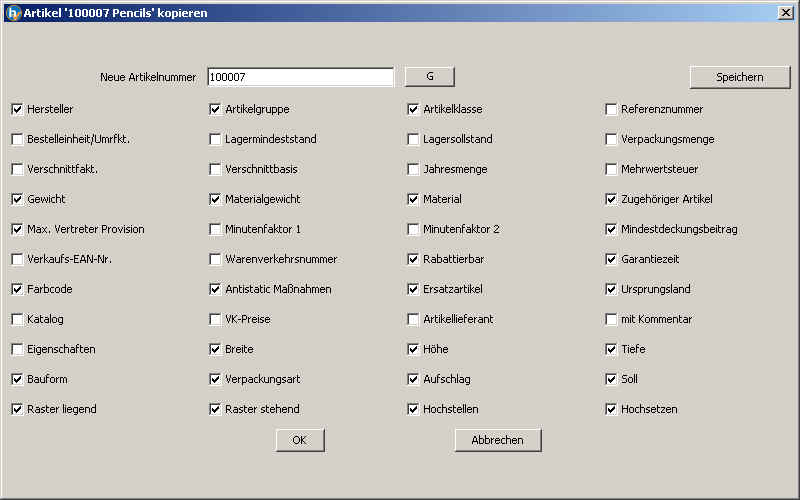 Artikel '100007 Pencils' kopieren
Neue Artikelnummer 100007 G Speichern
Hersteller Artikelgruppe Artikelklasse Referenznummer
Bestelleinheit/Umrfkt. Lagermindeststand Lagersollstand Verpackungsmenge
Verschnittfakt. Verschnittbasis Jahresmenge Mehrwertsteuer
Gewicht Materialgewicht Material Zugehöriger Artikel
Max. Vertreter Provision Minutenfaktor 1 Minutenfaktor 2 Mindestdeckungsbeitrag
Verkaufs-EAN-Nr. Warenverkehrsnummer Rabattierbar Garantiezeit
Farbcode Antistatic Maßnahmen Ersatzartikel Ursprungsland
Katalog VK-Preise Artikellieferant mit Kommentar
Eigenschaften Breite Höhe Tiefe
Bauform Verpackungsart Aufschlag Soll
Raster liegend Raster stehend Hochstellen Hochsetzen
OK Abbrechen